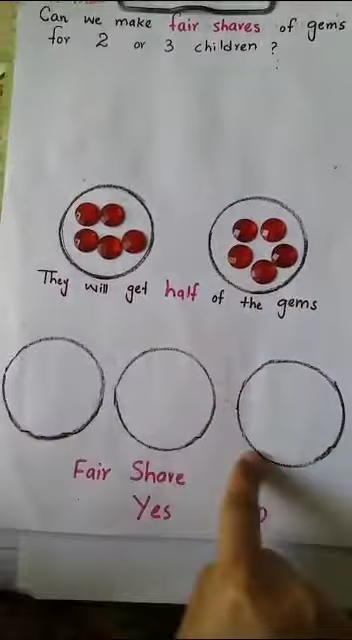 Can we make fair shares of gems
for 2 or 3 children ?
They will get half of the gems
Fair Share
Yes